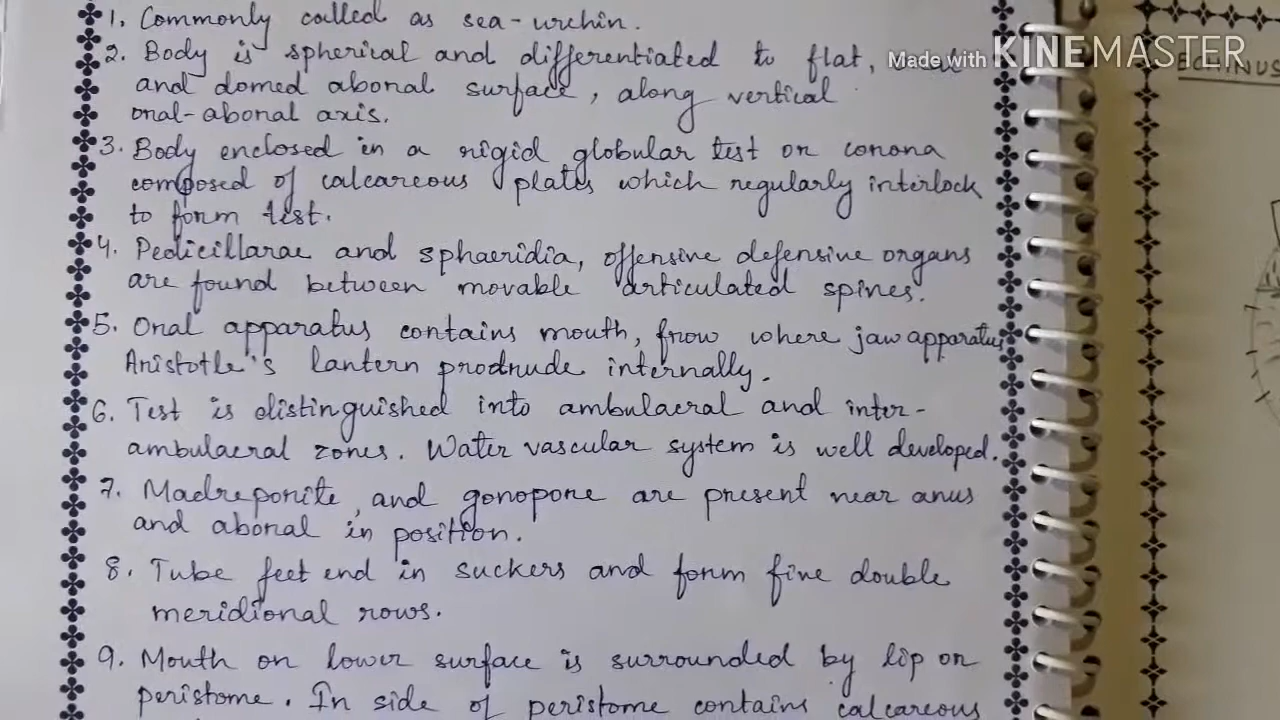 1. Commonly called as sea-urchin.
2. Body is spherical and differentiated to flat,
and domed aboral surface, along vertical
oral-aboral axis.
3. Body enclosed in a rigid globular test or corona
composed of calcareous plates which regularly interlock
to form test.
4. Pedicillarae and sphaeridia, offensive defensive organs
are found between movable articulated spines.
5. Oral apparatus contains mouth, from where jaw apparatus
Aristotle's lantern protrude internally.
6. Test is distinguished into ambulacral and inter-
ambulacral zones. Water vascular system is well developed.
7. Madreporite and gonopore are present near anus
and aboral in position.
8. Tube feet end in suckers and form five double
meridional rows.
9. Mouth on lower surface is surrounded by lip or
peristome. In side of peristome contains calcareous
Made with KINEMASTER
ECHINUS